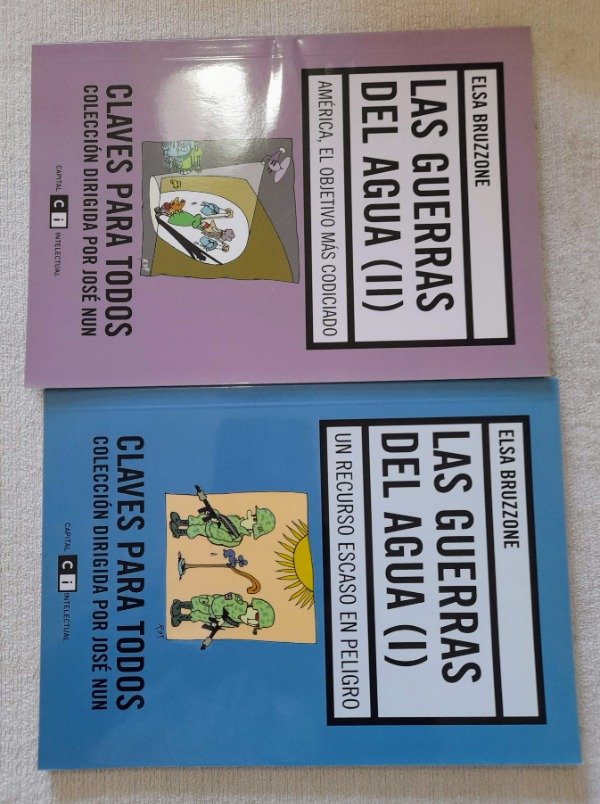 ELSA BRUZZONE
LAS GUERRAS
DEL AGUA (II)
AMÉRICA, EL OBJETIVO MÁS CODICIADO
CLAVES PARA TODOS
COLECCIÓN DIRIGIDA POR JOSÉ NUN
CAPITAL Ci INTELECTUAL
ELSA BRUZZONE
LAS GUERRAS
DEL AGUA (I)
UN RECURSO ESCASO EN PELIGRO
CLAVES PARA TODOS
COLECCIÓN DIRIGIDA POR JOSÉ NUN
CAPITAL Ci INTELECTUAL